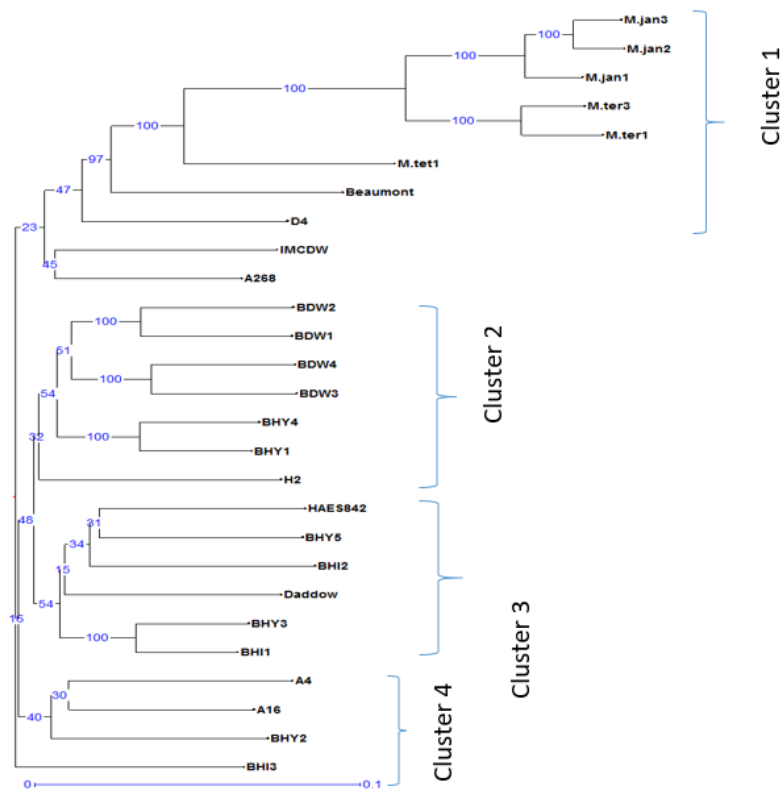 M.jan3
100
M.jan2
100
M.jan1
100
M.ter3
100
M.ter1
100
M.tet1
97
Beaumont
47
D4
23
IMCDW
45
A268
Cluster 1
BDW2
100
BDW1
51
BDW4
100
BDW3
54
BHY4
100
BHY1
32
H2
Cluster 2
48
HAES842
31
BHY5
34
BHI2
15
Daddow
54
BHY3
100
BHI1
Cluster 3
A4
30
A16
40
BHY2
BHI3
Cluster 4
0 0.1